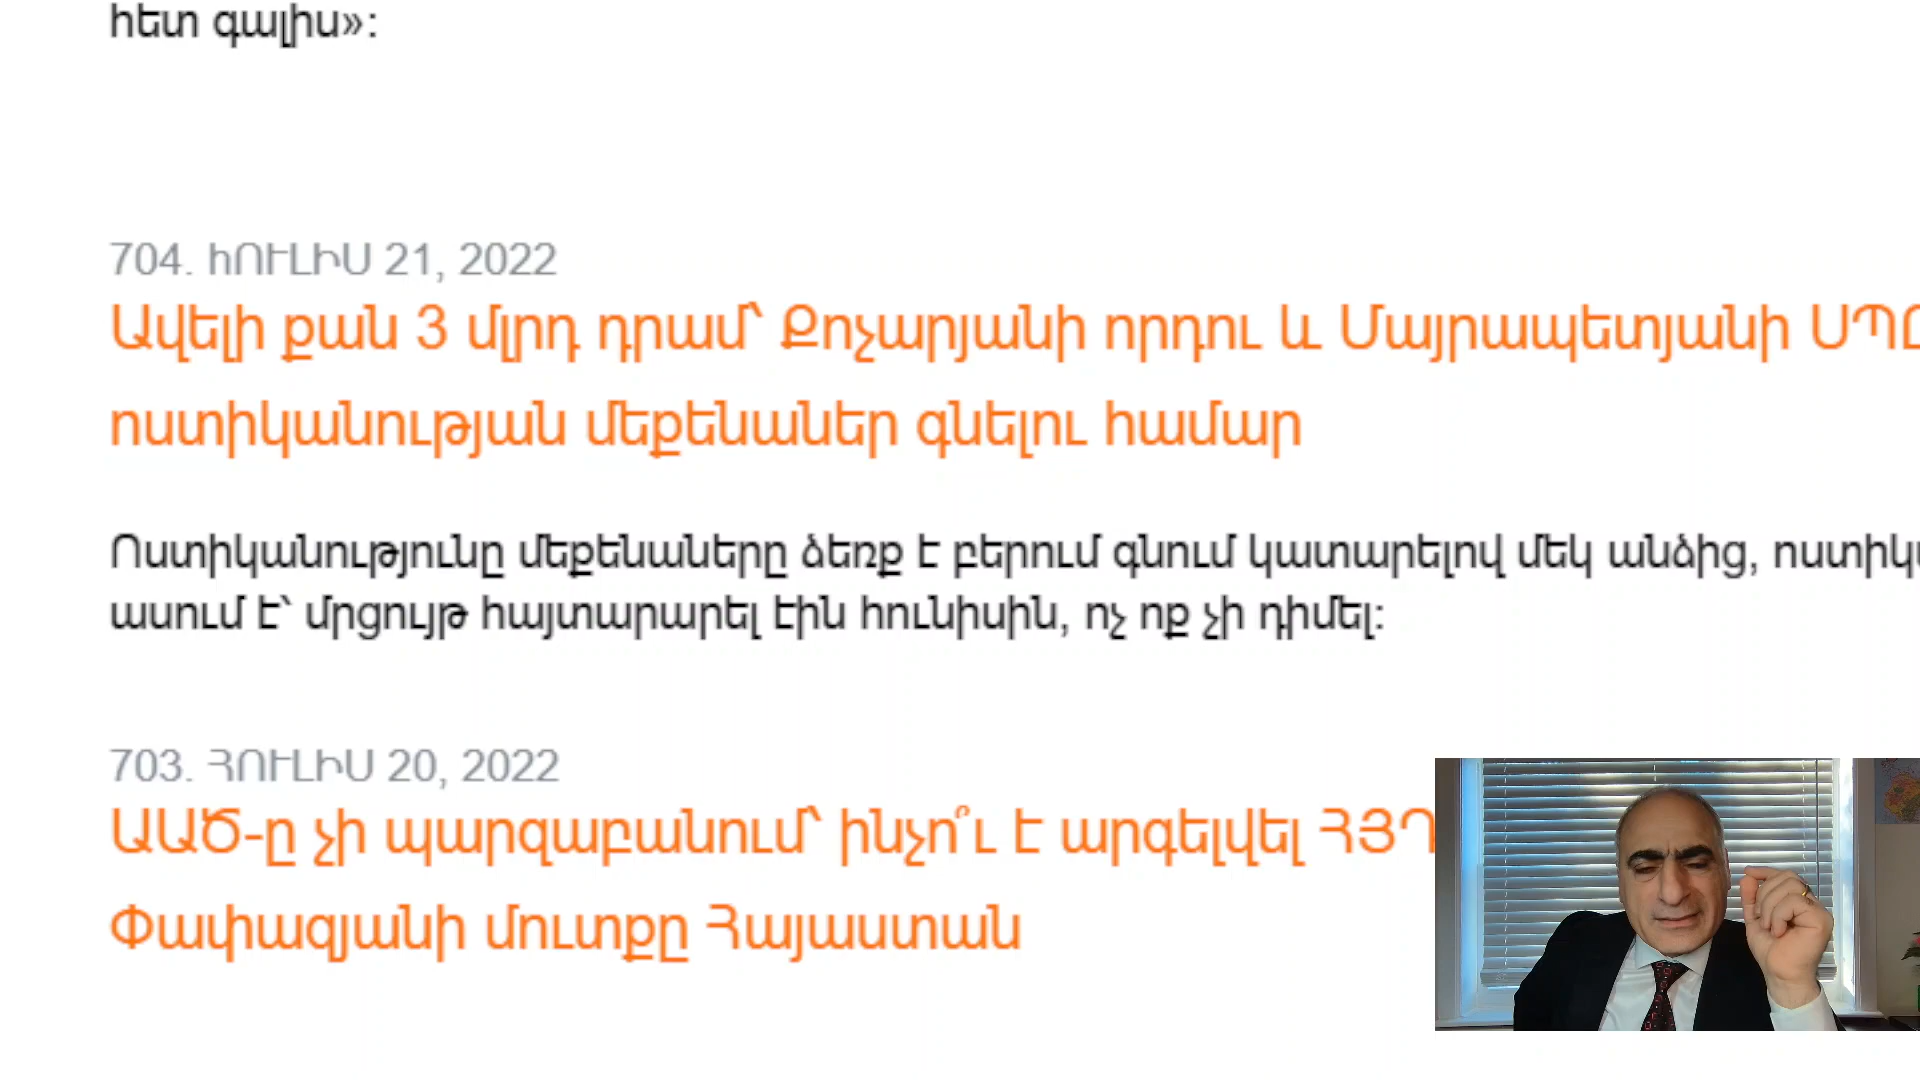 հետ գալիս»։
704. հՈՒԼԻՍ 21, 2022
Ավելի քան 3 մլրդ դրամ՝ Քոչարյանի որդու և Մայրապետյանի ՍՊԸ
ոստիկանության մեքենաներ գնելու համար
Ոստիկանությունը մեքենաները ձեռք է բերում գնում կատարելով մեկ անձից,
ասում է՝ մրցույթ հայտարարել էին հունիսին, ոչ ոք չի դիմել։
703. ՀՈՒԼԻՍ 20, 2022
ԱԱԾ-ը չի պարզաբանում՝ ինչո՞ւ է արգելվել ՀՅԴ
Փափազյանի մուտքը Հայաստան